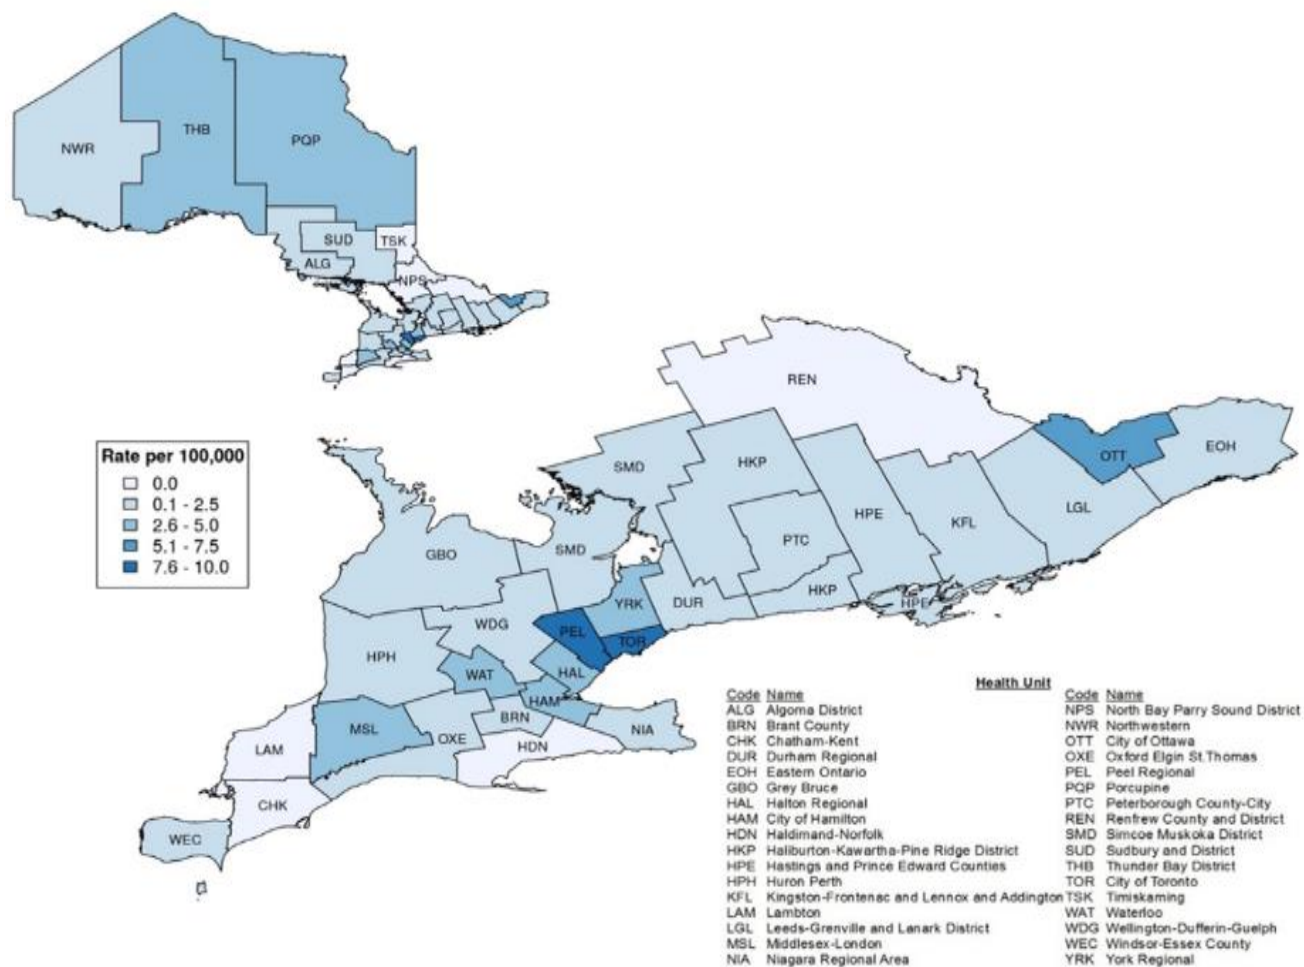 THB
NWR
PQP
SUD
TSK
ALG
NPS
Rate per 100,000
0.0
0.1 - 2.5
2.6 - 5.0
5.1 - 7.5
7.6 - 10.0
REN
OTT
EOH
SMD
HKP
LGL
HPE
KFL
PTC
GBO
SMD
HKP
HPE
YRK
DUR
WDG
PEL
TOR
HPH
WAT
HAL
HAM
BRN
MSL
OXE
NIA
HDN
LAM
CHK
WEC
Health Unit
Code Name
ALG Algoma District
BRN Brant County
CHK Chatham-Kent
DUR Durham Regional
EOH Eastern Ontario
GBO Grey Bruce
HAL Halton Regional
HAM City of Hamilton
HDN Haldimand-Norfolk
HKP Haliburton-Kawartha-Pine Ridge District
HPE Hastings and Prince Edward Counties
HPH Huron Perth
KFL Kingston-Frontenac and Lennox and Addington
LAM Lambton
LGL Leeds-Grenville and Lanark District
MSL Middlesex-London
NIA Niagara Regional Area
Code Name
NPS North Bay Parry Sound District
NWR Northwestern
OTT City of Ottawa
OXE Oxford Elgin St.Thomas
PEL Peel Regional
PQP Porcupine
PTC Peterborough County-City
REN Renfrew County and District
SMD Simcoe Muskoka District
SUD Sudbury and District
THB Thunder Bay District
TOR City of Toronto
TSK Timiskaming
WAT Waterloo
WDG Wellington-Dufferin-Guelph
WEC Windsor-Essex County
YRK York Regional